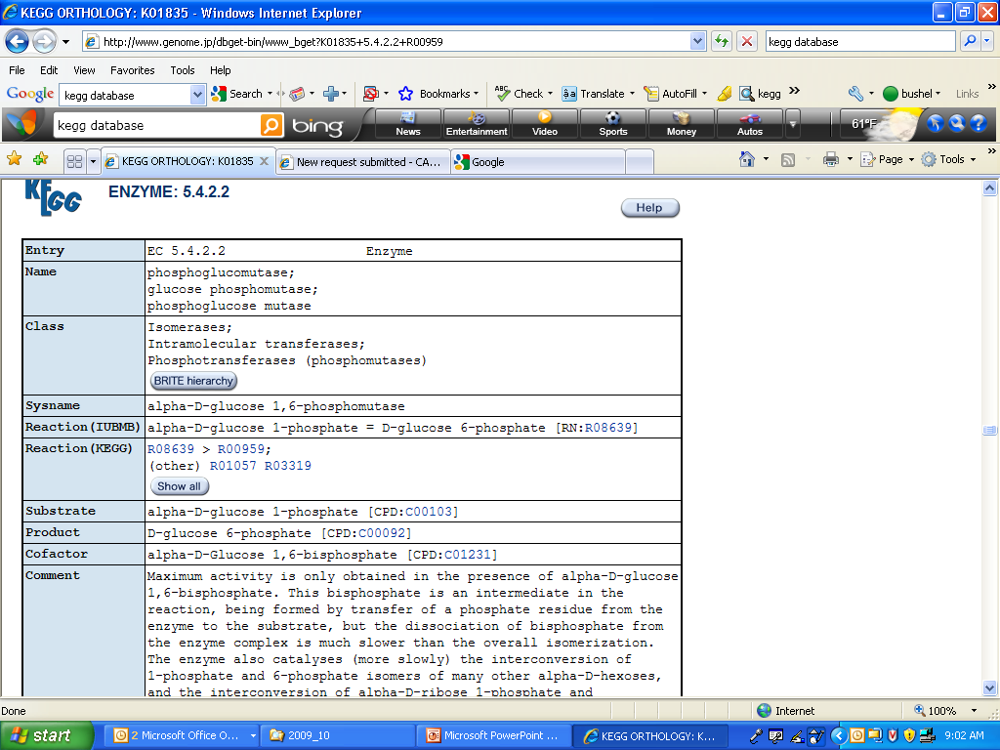 KEGG ORTHOLOGY: K01835 - Windows Internet Explorer
http://www.genome.jp/dbget-bin/www_bget?K01835+5.4.2.2+R00959
kegg database
File Edit View Favorites Tools Help
Google kegg database Search Bookmarks ABC Check aä Translate AutoFill kegg » bushel Links »
kegg database bing News Entertainment Video Sports Money Autos 61°F
KEGG ORTHOLOGY: K01835 New request submitted - CA... Google Page Tools »
KEGG ENZYME: 5.4.2.2
Help
Entry EC 5.4.2.2 Enzyme
Name phosphoglucomutase;
glucose phosphomutase;
phosphoglucose mutase
Class Isomerases;
Intramolecular transferases;
Phosphotransferases (phosphomutases)
BRITE hierarchy
Sysname alpha-D-glucose 1,6-phosphomutase
Reaction(IUBMB) alpha-D-glucose 1-phosphate = D-glucose 6-phosphate [RN:R08639]
Reaction(KEGG) R08639 > R00959;
(other) R01057 R03319
Show all
Substrate alpha-D-glucose 1-phosphate [CPD:C00103]
Product D-glucose 6-phosphate [CPD:C00092]
Cofactor alpha-D-Glucose 1,6-bisphosphate [CPD:C01231]
Comment Maximum activity is only obtained in the presence of alpha-D-glucose
1,6-bisphosphate. This bisphosphate is an intermediate in the
reaction, being formed by transfer of a phosphate residue from the
enzyme to the substrate, but the dissociation of bisphosphate from
the enzyme complex is much slower than the overall isomerization.
The enzyme also catalyses (more slowly) the interconversion of
1-phosphate and 6-phosphate isomers of many other alpha-D-hexoses,
and the interconversion of alpha-D-ribose 1-phosphate and
Done Internet 100%
start 2 Microsoft Office O... 2009_10 Microsoft PowerPoint ... KEGG ORTHOLOGY: K... 9:02 AM